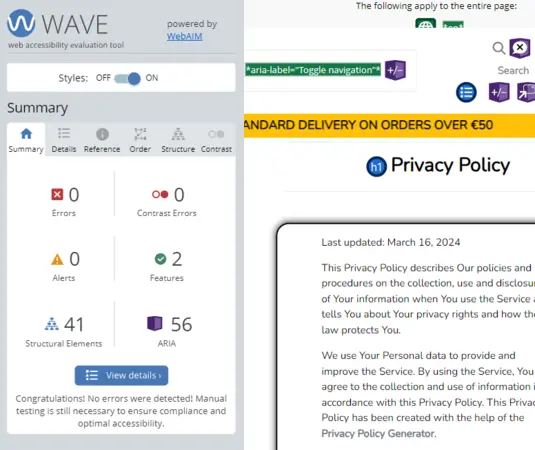 WAVE
web accessibility evaluation tool
powered by
WebAIM
Styles: OFF ON
Summary
Summary Details Reference Order Structure Contrast
0
Errors
0
Contrast Errors
0
Alerts
2
Features
41
Structural Elements
56
ARIA
View details ›
Congratulations! No errors were detected! Manual
testing is still necessary to ensure compliance and
optimal accessibility.
The following apply to the entire page:
*aria-label="Toggle navigation"*
+/-
Search
+/-
ANDARD DELIVERY ON ORDERS OVER €50
h1 Privacy Policy
Last updated: March 16, 2024
This Privacy Policy describes Our policies and
procedures on the collection, use and disclosu
of Your information when You use the Service a
tells You about Your privacy rights and how the
law protects You.
We use Your Personal data to provide and
improve the Service. By using the Service, You
agree to the collection and use of information i
accordance with this Privacy Policy. This Priva
Policy has been created with the help of the
Privacy Policy Generator.